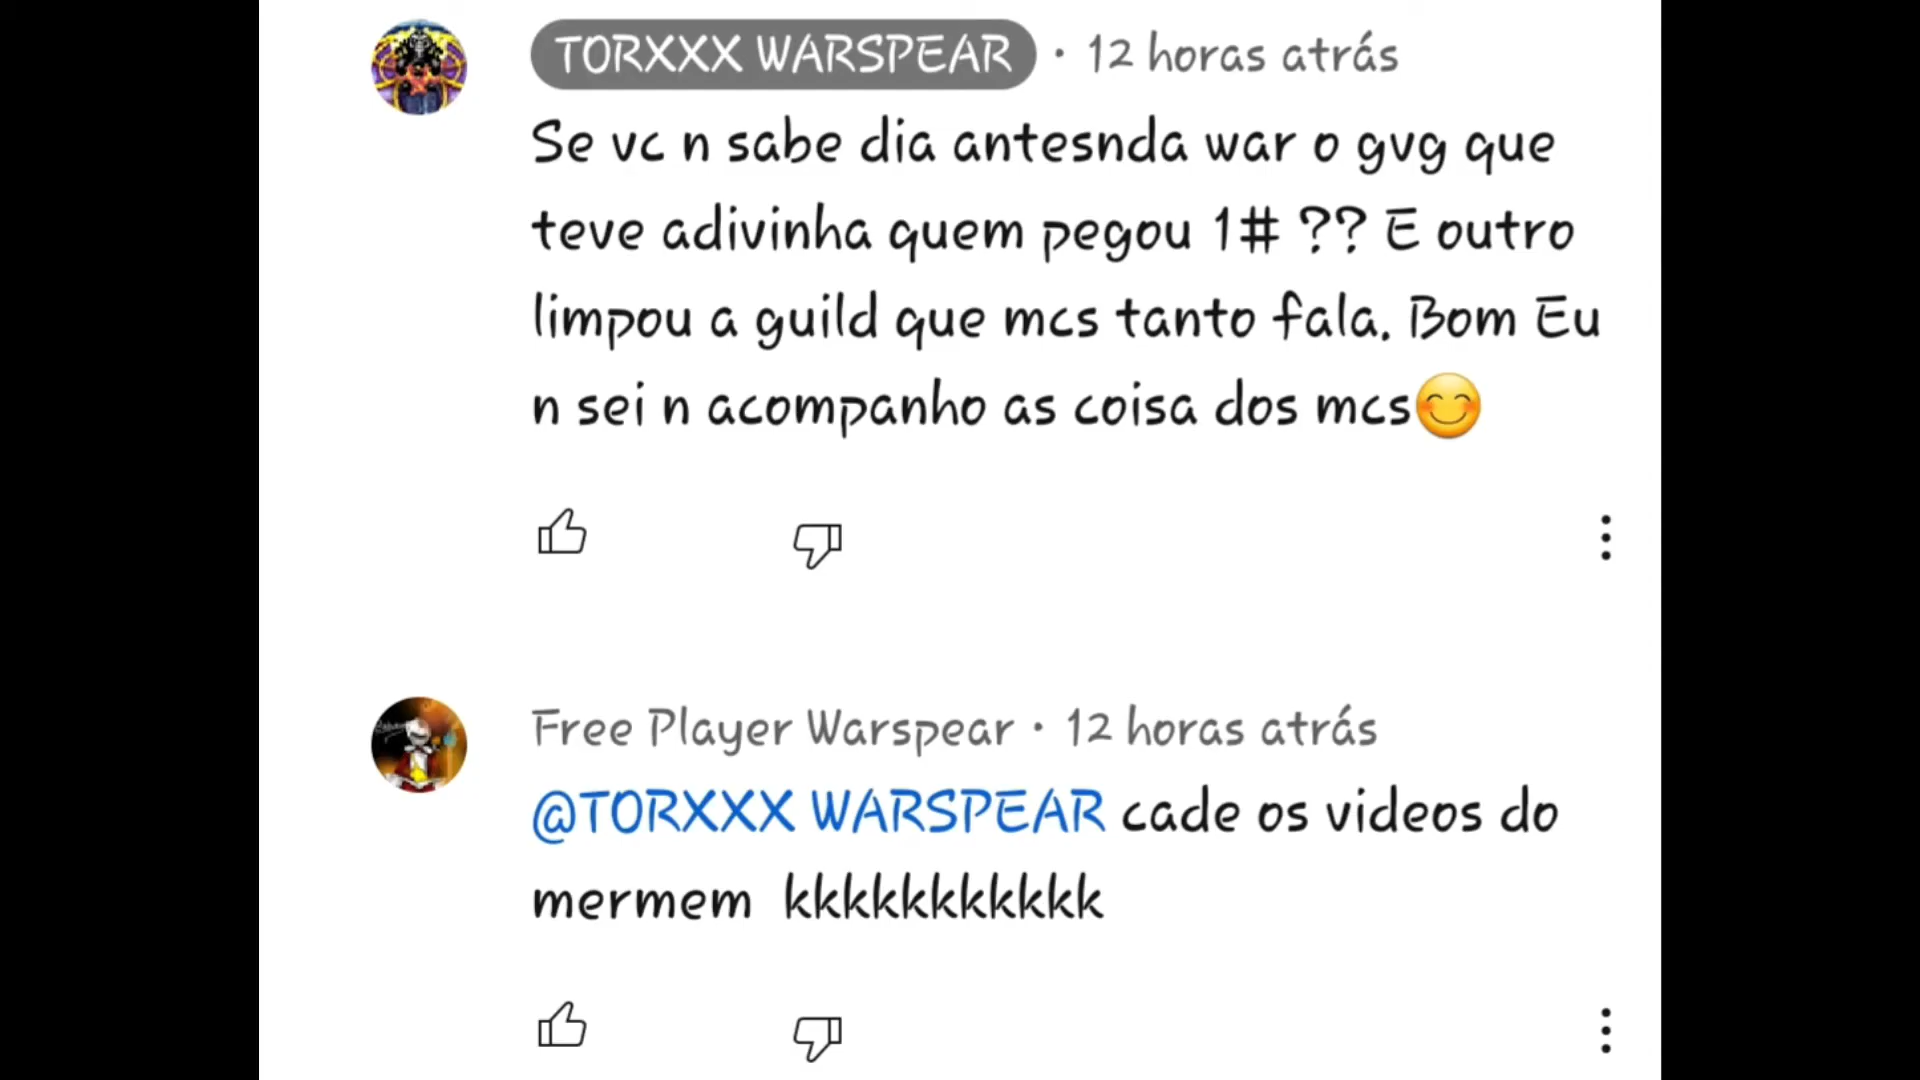 TORXXX WARSPEAR · 12 horas atrás
Se vc n sabe dia antesnda war o gvg que
teve adivinha quem pegou 1# ?? E outro
limpou a guild que mcs tanto fala. Bom Eu
n sei n acompanho as coisa dos mcs😊
Free Player Warspear · 12 horas atrás
@TORXXX WARSPEAR cade os videos do
mermem kkkkkkkkkkk